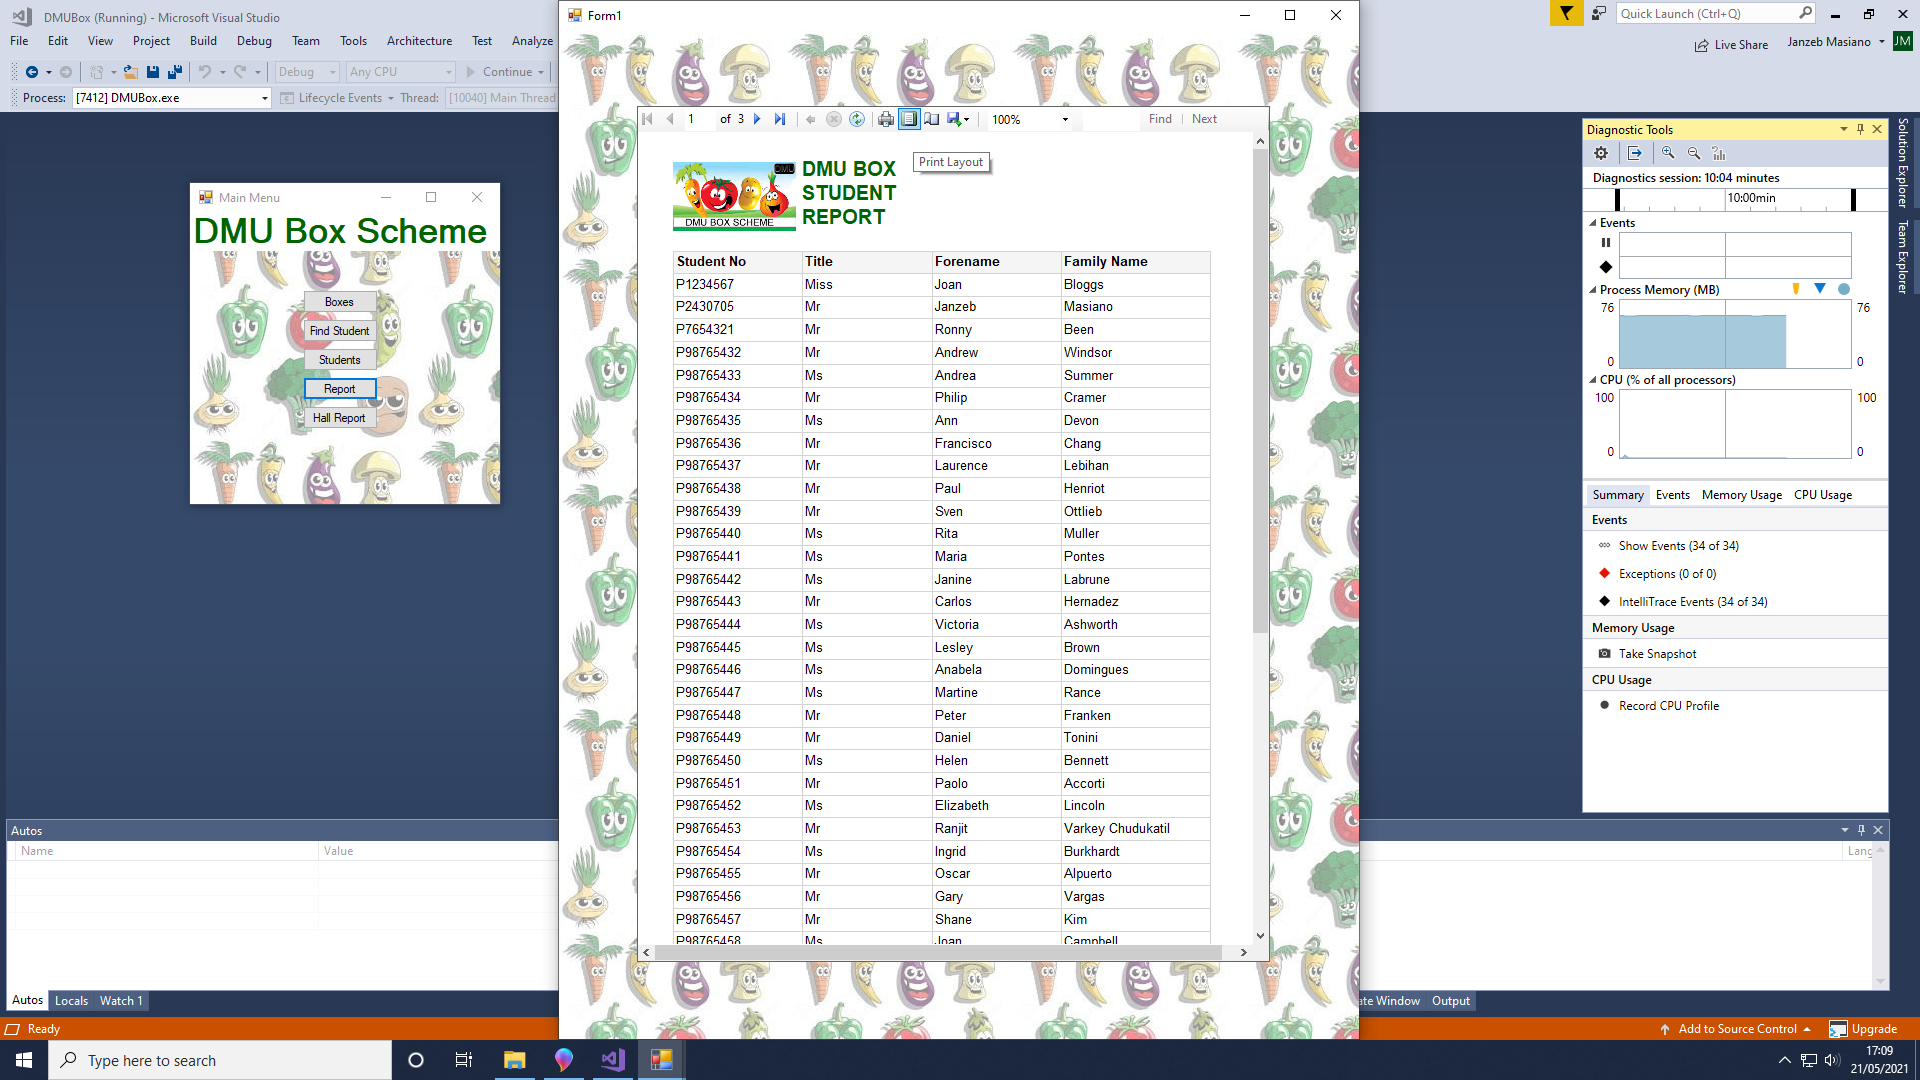 DMUBox (Running) - Microsoft Visual Studio
Quick Launch (Ctrl+Q)
File Edit View Project Build Debug Team Tools Architecture Test Analyze
Live Share Janzeb Masiano JM
Debug Any CPU Continue
Process: [7412] DMUBox.exe Lifecycle Events Thread: [10040] Main Thread
Main Menu
DMU Box Scheme
Boxes
Find Student
Students
Report
Hall Report
Form1
1 of 3 100% Find Next
Print Layout
DMU
DMU BOX SCHEME
DMU BOX
STUDENT
REPORT
Student No Title Forename Family Name
P1234567 Miss Joan Bloggs
P2430705 Mr Janzeb Masiano
P7654321 Mr Ronny Been
P98765432 Mr Andrew Windsor
P98765433 Ms Andrea Summer
P98765434 Mr Philip Cramer
P98765435 Ms Ann Devon
P98765436 Mr Francisco Chang
P98765437 Mr Laurence Lebihan
P98765438 Mr Paul Henriot
P98765439 Mr Sven Ottlieb
P98765440 Ms Rita Muller
P98765441 Ms Maria Pontes
P98765442 Ms Janine Labrune
P98765443 Mr Carlos Hernadez
P98765444 Ms Victoria Ashworth
P98765445 Ms Lesley Brown
P98765446 Ms Anabela Domingues
P98765447 Ms Martine Rance
P98765448 Mr Peter Franken
P98765449 Mr Daniel Tonini
P98765450 Ms Helen Bennett
P98765451 Mr Paolo Accorti
P98765452 Ms Elizabeth Lincoln
P98765453 Mr Ranjit Varkey Chudukatil
P98765454 Ms Ingrid Burkhardt
P98765455 Mr Oscar Alpuerto
P98765456 Mr Gary Vargas
P98765457 Mr Shane Kim
P98765458 Ms Joan Campbell
Diagnostic Tools
Diagnostics session: 10:04 minutes
10:00min
Events
Process Memory (MB)
76 76
0 0
CPU (% of all processors)
100 100
0 0
Summary Events Memory Usage CPU Usage
Events
Show Events (34 of 34)
Exceptions (0 of 0)
IntelliTrace Events (34 of 34)
Memory Usage
Take Snapshot
CPU Usage
Record CPU Profile
Solution Explorer
Team Explorer
Autos
Name Value
Lang
Autos Locals Watch 1
ate Window Output
Ready
Add to Source Control Upgrade
Type here to search
17:09
21/05/2021